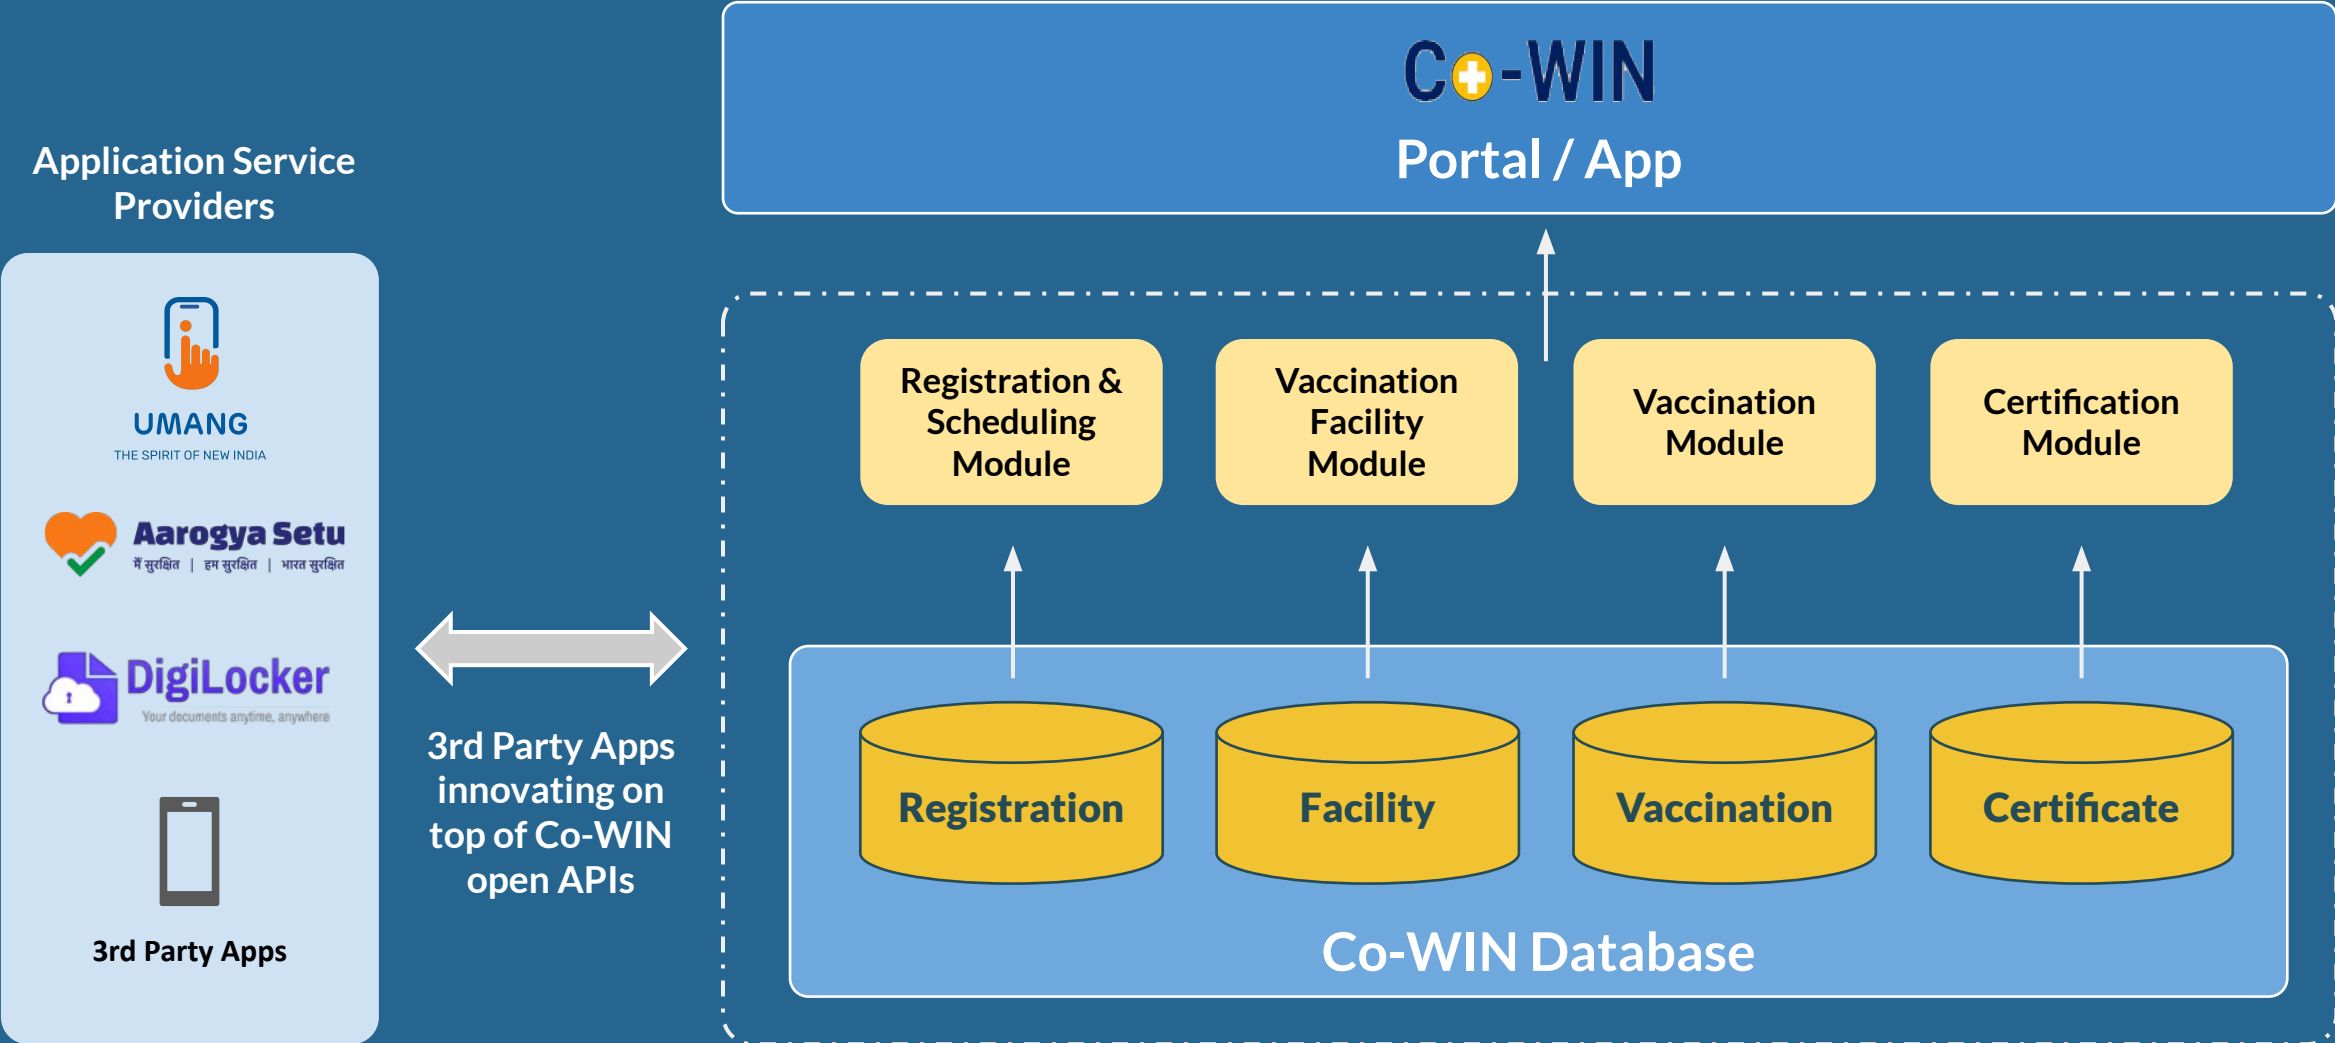 Co-WIN
Portal / App
Application Service
Providers
UMANG
THE SPIRIT OF NEW INDIA
Aarogya Setu
मैं सुरक्षित | हम सुरक्षित | भारत सुरक्षित
DigiLocker
Your documents anytime, anywhere
3rd Party Apps
3rd Party Apps
innovating on
top of Co-WIN
open APIs
Registration &
Scheduling
Module
Vaccination
Facility
Module
Vaccination
Module
Certification
Module
Registration
Facility
Vaccination
Certificate
Co-WIN Database